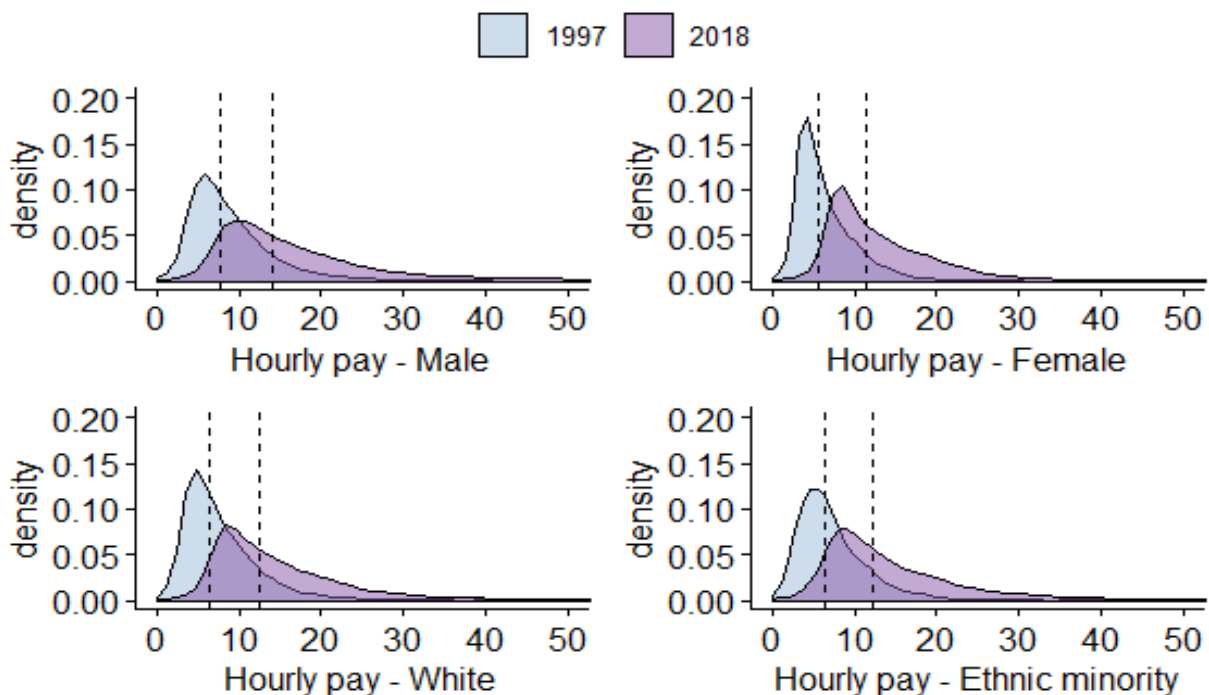 1997 2018
0.20 0.20
0.15 0.15
density density
0.10 0.10
0.05 0.05
0.00 0.00
0 10 20 30 40 50 0 10 20 30 40 50
Hourly pay - Male Hourly pay - Female
0.20 0.20
0.15 0.15
density density
0.10 0.10
0.05 0.05
0.00 0.00
0 10 20 30 40 50 0 10 20 30 40 50
Hourly pay - White Hourly pay - Ethnic minority